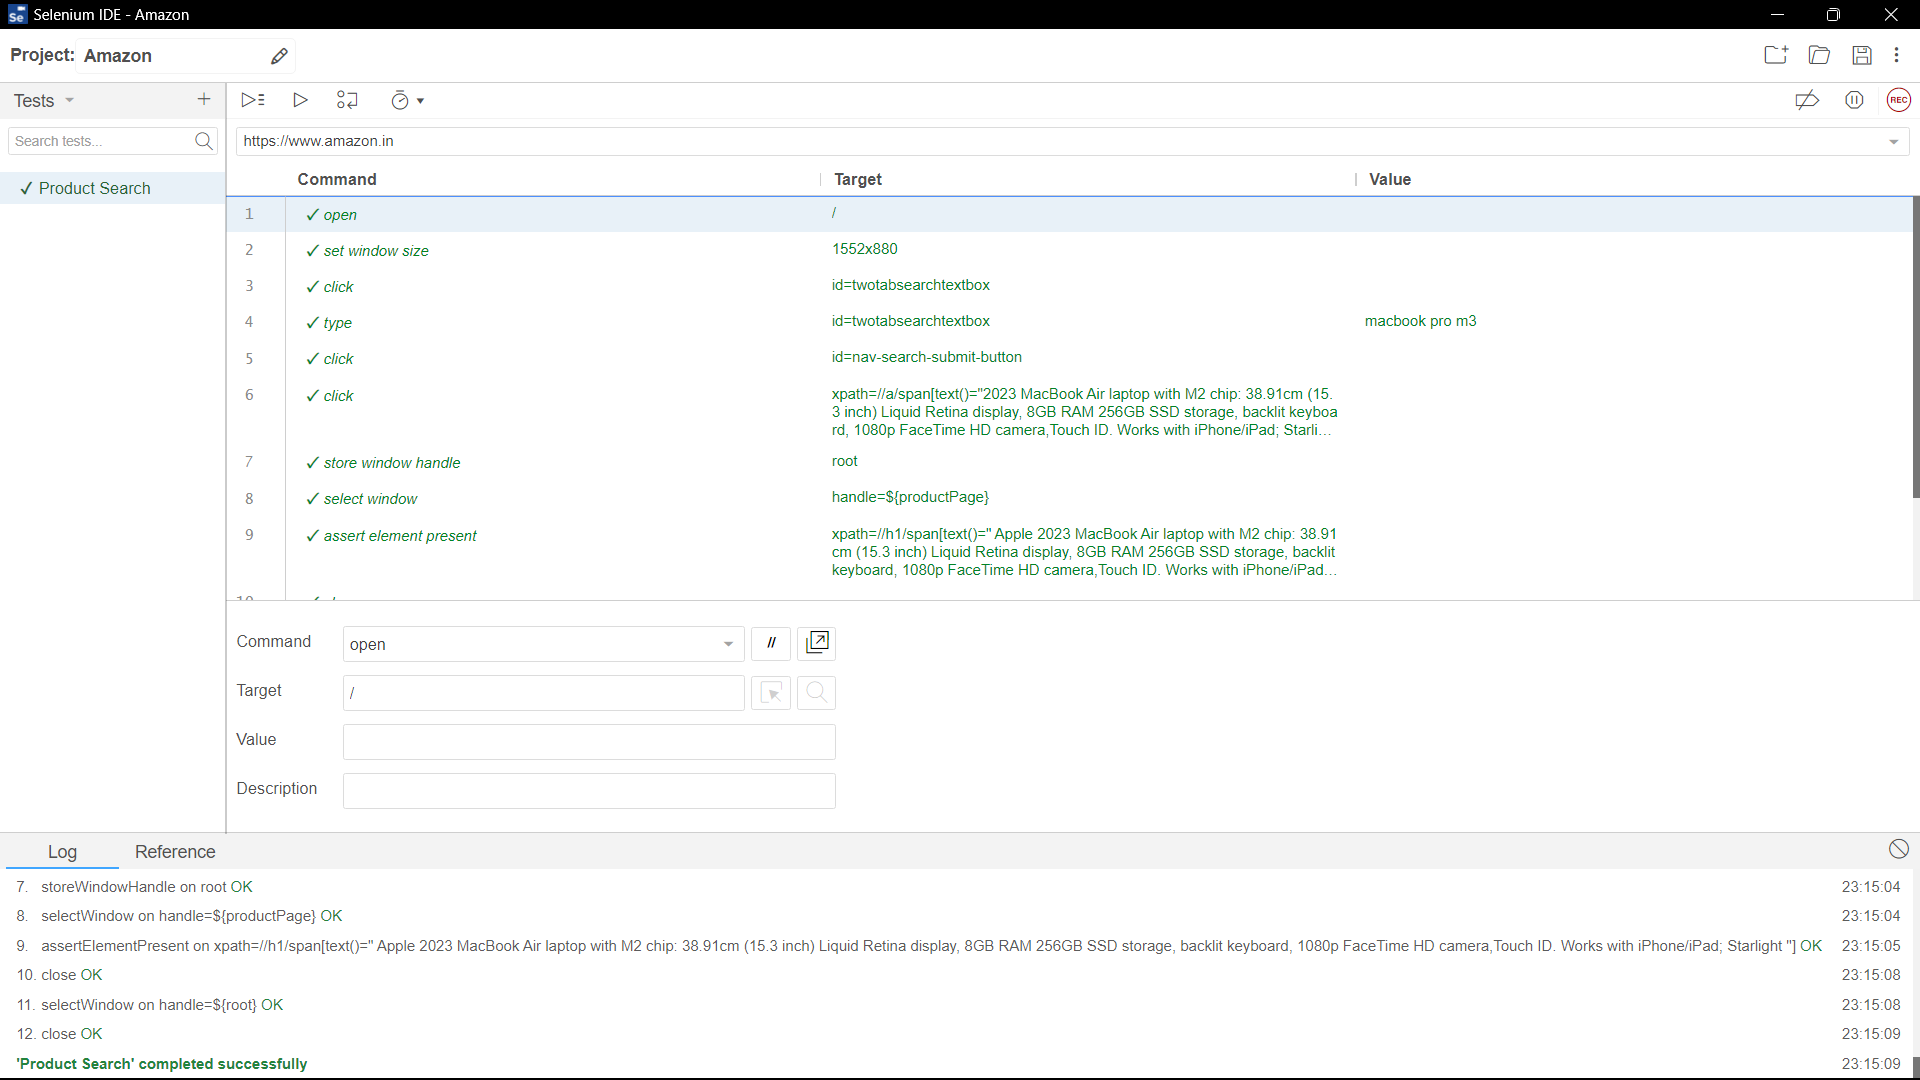 Selenium IDE - Amazon
Project: Amazon
Tests
Search tests...
✓ Product Search
REC
https://www.amazon.in
Command Target Value
1 ✓ open /
2 ✓ set window size 1552x880
3 ✓ click id=twotabsearchtextbox
4 ✓ type id=twotabsearchtextbox macbook pro m3
5 ✓ click id=nav-search-submit-button
6 ✓ click xpath=//a/span[text()="2023 MacBook Air laptop with M2 chip: 38.91cm (15.
3 inch) Liquid Retina display, 8GB RAM 256GB SSD storage, backlit keyboa
rd, 1080p FaceTime HD camera,Touch ID. Works with iPhone/iPad; Starli...
7 ✓ store window handle root
8 ✓ select window handle=${productPage}
9 ✓ assert element present xpath=//h1/span[text()=" Apple 2023 MacBook Air laptop with M2 chip: 38.91
cm (15.3 inch) Liquid Retina display, 8GB RAM 256GB SSD storage, backlit
keyboard, 1080p FaceTime HD camera,Touch ID. Works with iPhone/iPad...
Command open //
Target /
Value
Description
Log Reference
7. storeWindowHandle on root OK 23:15:04
8. selectWindow on handle=${productPage} OK 23:15:04
9. assertElementPresent on xpath=//h1/span[text()=" Apple 2023 MacBook Air laptop with M2 chip: 38.91cm (15.3 inch) Liquid Retina display, 8GB RAM 256GB SSD storage, backlit keyboard, 1080p FaceTime HD camera,Touch ID. Works with iPhone/iPad; Starlight "] OK 23:15:05
10. close OK 23:15:08
11. selectWindow on handle=${root} OK 23:15:08
12. close OK 23:15:09
'Product Search' completed successfully 23:15:09